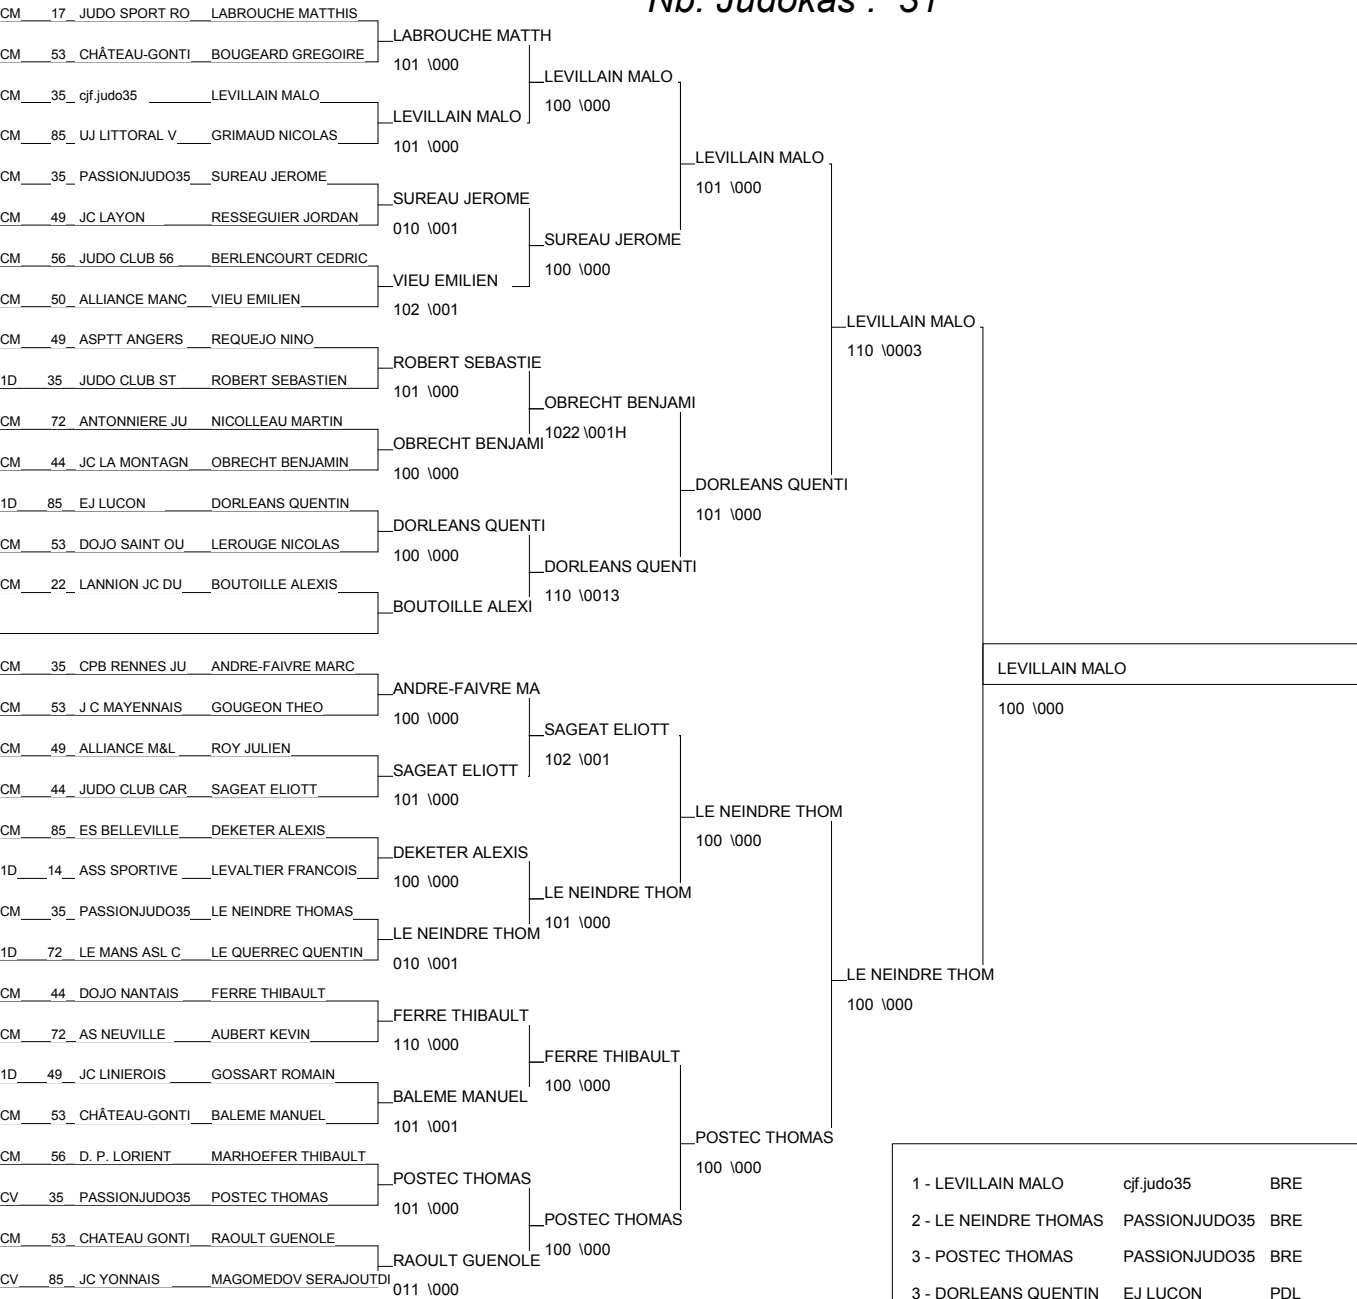 Nb. Judokas : 31
CM 17 JUDO SPORT RO LABROUCHE MATTHIS
LABROUCHE MATTH
CM 53 CHÂTEAU-GONTI BOUGEARD GREGOIRE
101 \000
LEVILLAIN MALO
CM 35 cjf.judo35 LEVILLAIN MALO
100 \000
LEVILLAIN MALO
CM 85 UJ LITTORAL V GRIMAUD NICOLAS
101 \000
LEVILLAIN MALO
CM 35 PASSIONJUDO35 SUREAU JEROME
101 \000
SUREAU JEROME
CM 49 JC LAYON RESSEGUIER JORDAN
010 \001
SUREAU JEROME
CM 56 JUDO CLUB 56 BERLENCOURT CEDRIC
100 \000
VIEU EMILIEN
CM 50 ALLIANCE MANC VIEU EMILIEN
102 \001
LEVILLAIN MALO
CM 49 ASPTT ANGERS REQUEJO NINO
110 \0003
ROBERT SEBASTIE
1D 35 JUDO CLUB ST ROBERT SEBASTIEN
101 \000
OBRECHT BENJAMI
CM 72 ANTONNIERE JU NICOLLEAU MARTIN
1022 \001H
OBRECHT BENJAMI
CM 44 JC LA MONTAGN OBRECHT BENJAMIN
100 \000
DORLEANS QUENTI
1D 85 EJ LUCON DORLEANS QUENTIN
101 \000
DORLEANS QUENTI
CM 53 DOJO SAINT OU LEROUGE NICOLAS
100 \000
DORLEANS QUENTI
CM 22 LANNION JC DU BOUTOILLE ALEXIS
110 \0013
BOUTOILLE ALEXI
CM 35 CPB RENNES JU ANDRE-FAIVRE MARC
LEVILLAIN MALO
ANDRE-FAIVRE MA
CM 53 J C MAYENNAIS GOUGEON THEO
100 \000
100 \000
SAGEAT ELIOTT
CM 49 ALLIANCE M&L ROY JULIEN
102 \001
SAGEAT ELIOTT
CM 44 JUDO CLUB CAR SAGEAT ELIOTT
101 \000
LE NEINDRE THOM
CM 85 ES BELLEVILLE DEKETER ALEXIS
100 \000
DEKETER ALEXIS
1D 14 ASS SPORTIVE LEVALTIER FRANCOIS
100 \000
LE NEINDRE THOM
CM 35 PASSIONJUDO35 LE NEINDRE THOMAS
101 \000
LE NEINDRE THOM
1D 72 LE MANS ASL C LE QUERREC QUENTIN
010 \001
LE NEINDRE THOM
CM 44 DOJO NANTAIS FERRE THIBAULT
100 \000
FERRE THIBAULT
CM 72 AS NEUVILLE AUBERT KEVIN
110 \000
FERRE THIBAULT
1D 49 JC LINIEROIS GOSSART ROMAIN
100 \000
BALEME MANUEL
CM 53 CHÂTEAU-GONTI BALEME MANUEL
101 \001
POSTEC THOMAS
CM 56 D. P. LORIENT MARHOEFER THIBAULT
100 \000
POSTEC THOMAS
CV 35 PASSIONJUDO35 POSTEC THOMAS
101 \000
POSTEC THOMAS
CM 53 CHATEAU GONTI RAOULT GUENOLE
100 \000
RAOULT GUENOLE
CV 85 JC YONNAIS MAGOMEDOV SERAJOUTDI
011 \000
1 - LEVILLAIN MALO cjf.judo35 BRE
2 - LE NEINDRE THOMAS PASSIONJUDO35 BRE
3 - POSTEC THOMAS PASSIONJUDO35 BRE
3 - DORLEANS QUENTIN EJ LUCON PDL